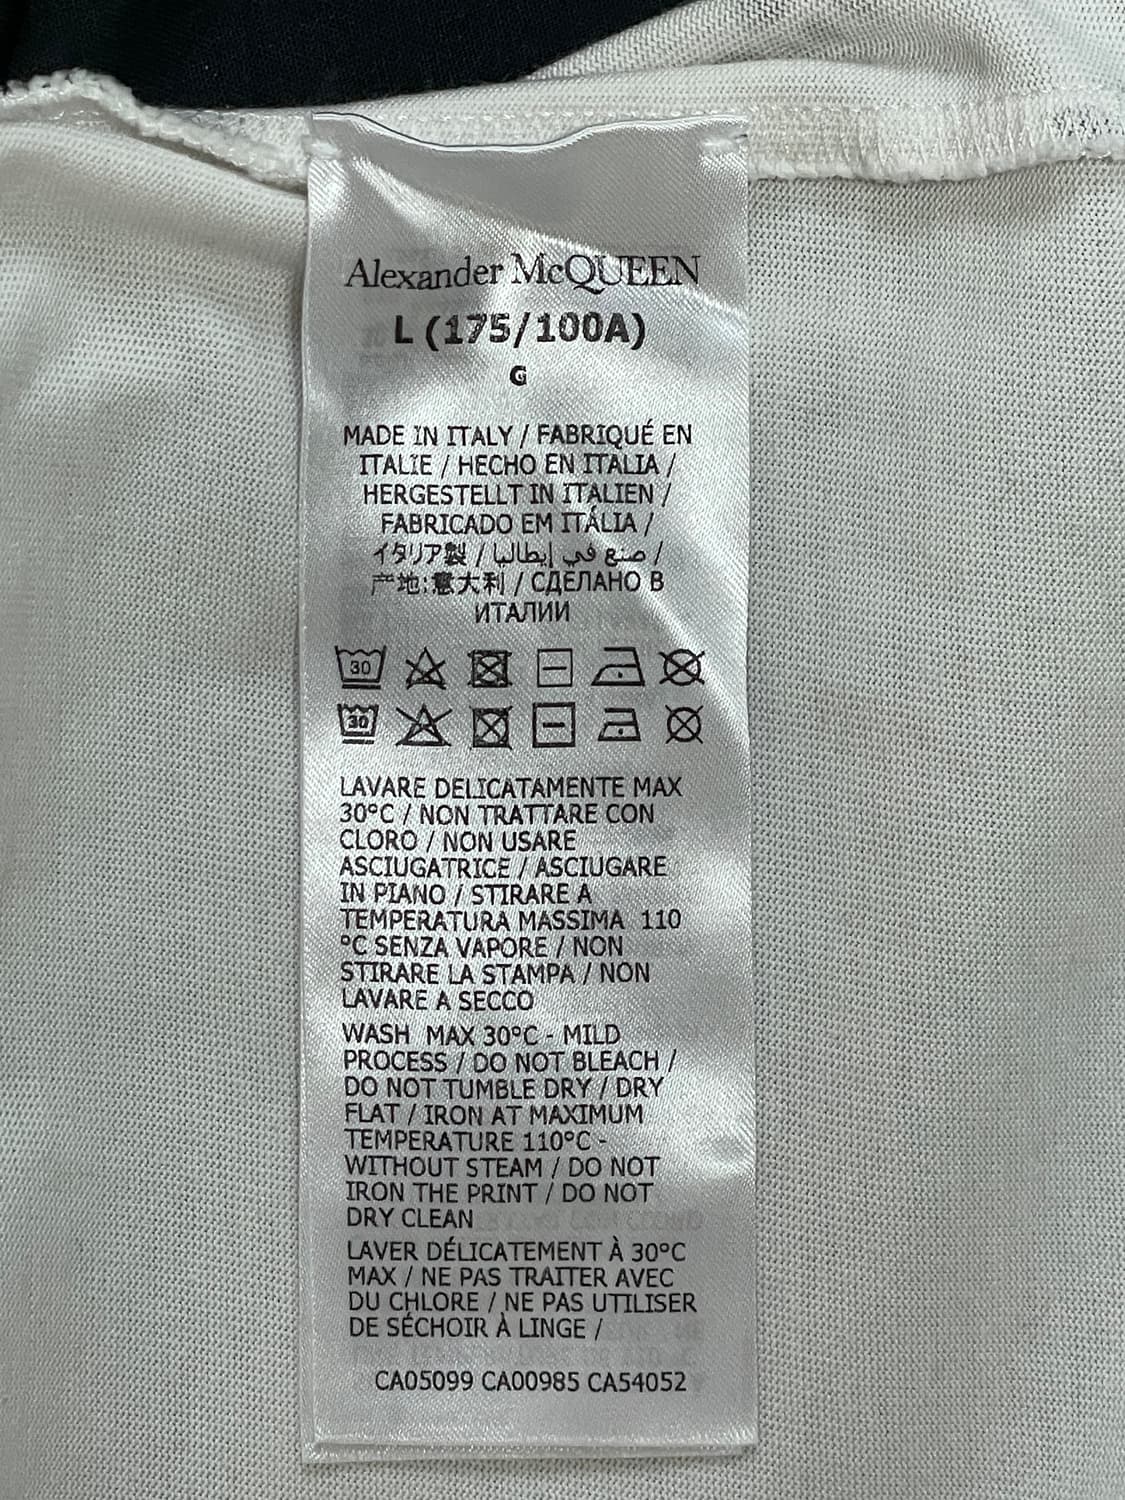 Alexander McQUEEN
L (175/100A)
G
MADE IN ITALY / FABRIQUÉ EN
ITALIE / HECHO EN ITALIA /
HERGESTELLT IN ITALIEN /
FABRICADO EM ITÁLIA /
イタリア製 / صنع في إيطاليا /
产地:意大利 / СДЕЛАНО В
ИТАЛИИ
30
30
LAVARE DELICATAMENTE MAX
30°C / NON TRATTARE CON
CLORO / NON USARE
ASCIUGATRICE / ASCIUGARE
IN PIANO / STIRARE A
TEMPERATURA MASSIMA 110
°C SENZA VAPORE / NON
STIRARE LA STAMPA / NON
LAVARE A SECCO
WASH MAX 30°C - MILD
PROCESS / DO NOT BLEACH /
DO NOT TUMBLE DRY / DRY
FLAT / IRON AT MAXIMUM
TEMPERATURE 110°C -
WITHOUT STEAM / DO NOT
IRON THE PRINT / DO NOT
DRY CLEAN
LAVER DÉLICATEMENT À 30°C
MAX / NE PAS TRAITER AVEC
DU CHLORE / NE PAS UTILISER
DE SÉCHOIR À LINGE /
CA05099 CA00985 CA54052